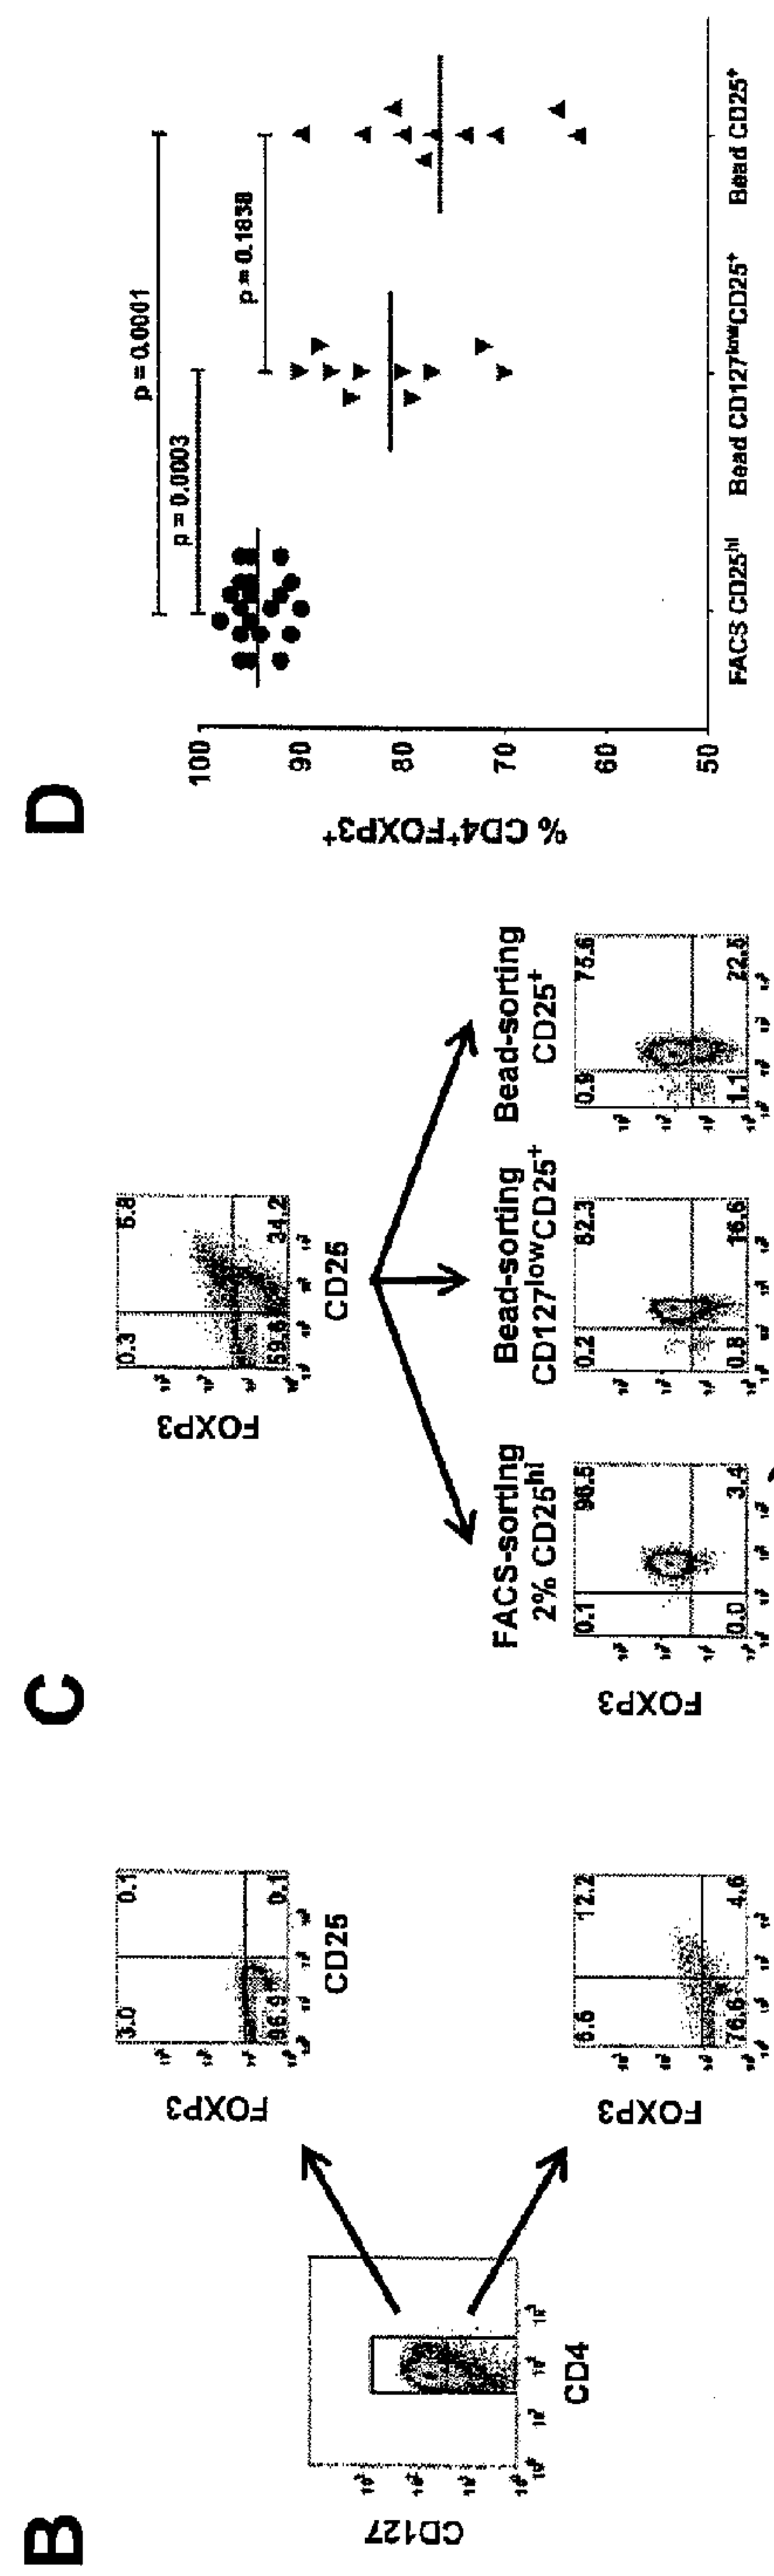 B
CD127
CD4
FOXP3
3.0
0.1
96.9
0.1
CD25
FOXP3
6.6
12.2
76.6
4.6
C
FOXP3
0.3
5.8
59.6
34.2
CD25
FACS-sorting
2% CD25hi
Bead-sorting
CD127lowCD25+
Bead-sorting
CD25+
FOXP3
0.1
96.5
0.0
3.4
0.2
82.3
0.8
16.6
0.9
75.6
1.1
22.5
D
p = 0.0001
p = 0.0003
p = 0.1838
% CD4+FOXP3+
100
90
80
70
60
50
FACS CD25hi
Bead CD127lowCD25+
Bead CD25+